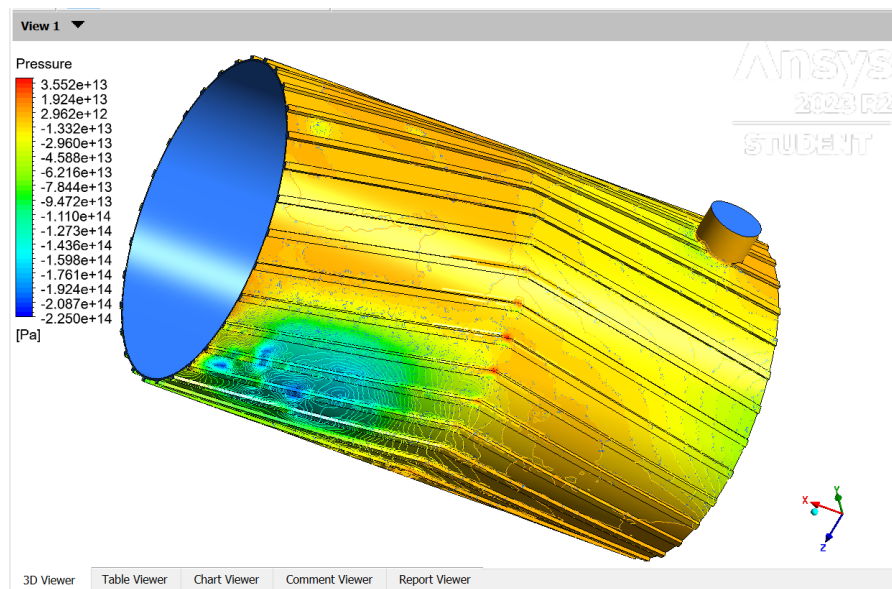 View 1
Pressure
3.552e+13
1.924e+13
2.962e+12
-1.332e+13
-2.960e+13
-4.588e+13
-6.216e+13
-7.844e+13
-9.472e+13
-1.110e+14
-1.273e+14
-1.436e+14
-1.598e+14
-1.761e+14
-1.924e+14
-2.087e+14
-2.250e+14
[Pa]
Ansys
2023 R2
STUDENT
X
Y
Z
3D Viewer Table Viewer Chart Viewer Comment Viewer Report Viewer